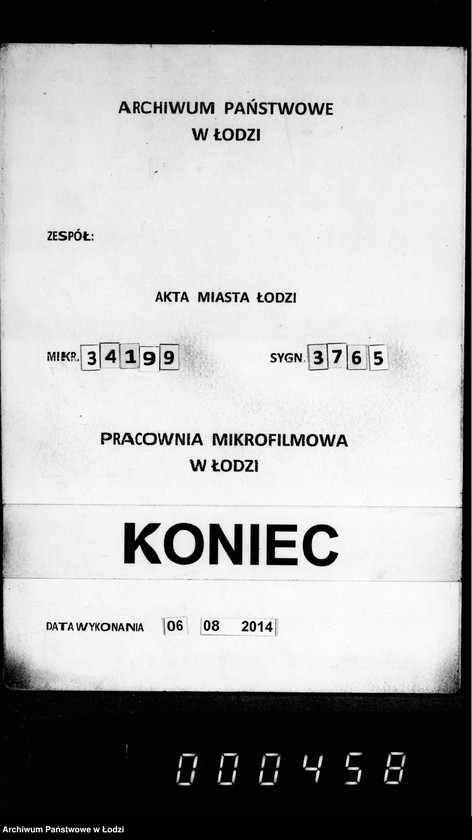 ARCHIWUM PAŃSTWOWE
W ŁODZI
ZESPÓŁ:
AKTA MIASTA ŁODZI
MIKR. 34199 SYGN. 3765
PRACOWNIA MIKROFILMOWA
W ŁODZI
KONIEC
DATA WYKONANIA 06 08 2014
000458
Archiwum Państwowe w Łodzi